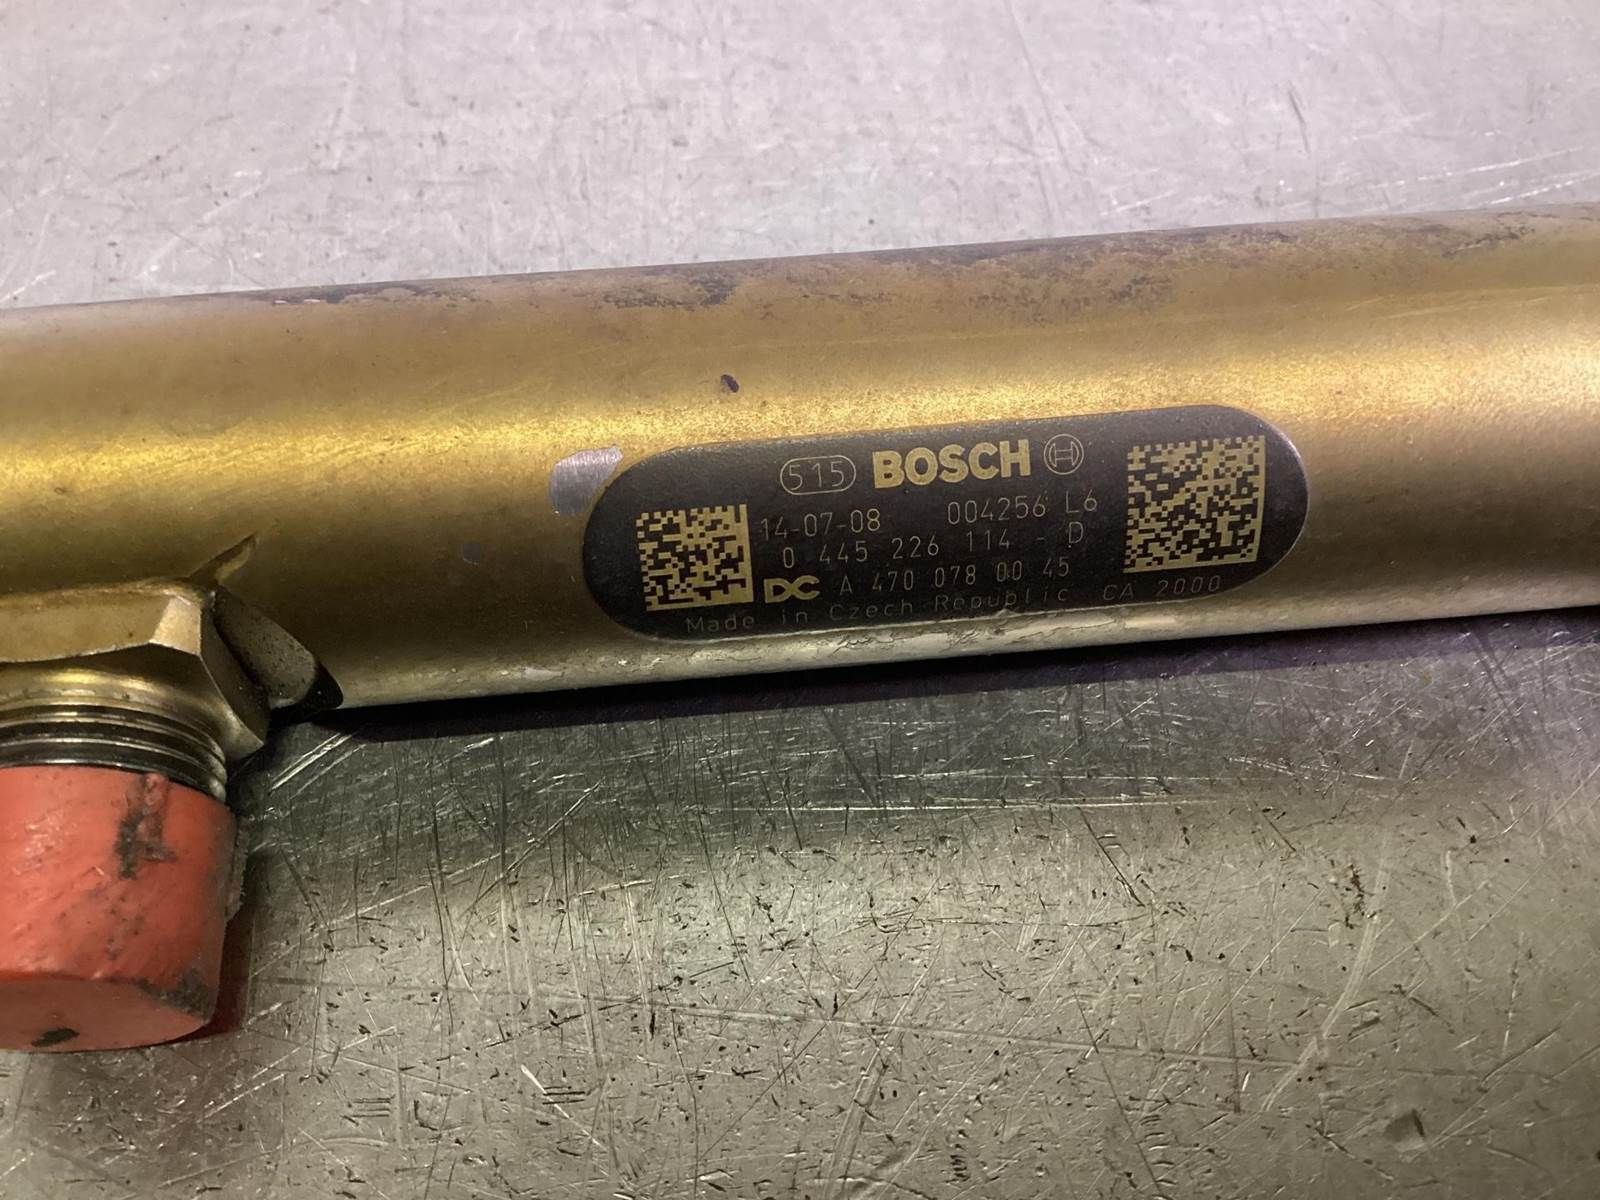 515 BOSCH
14-07-08 004256 L6
0 445 226 114 - D
DC A 470 078 00 45
Made in Czech Republic CA 2000